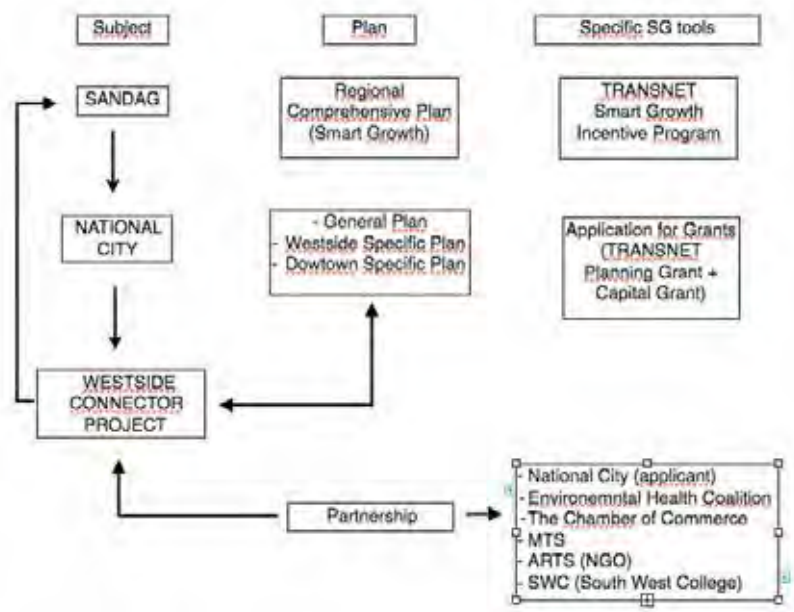 Subject
Plan
Specific SG tools
SANDAG
Regional
Comprehensive Plan
(Smart Growth)
TRANSNET
Smart Growth
Incentive Program
NATIONAL
CITY
- General Plan
- Westside Specific Plan
- Dowtown Specific Plan
Application for Grants
(TRANSNET
Planning Grant +
Capital Grant)
WESTSIDE
CONNECTOR
PROJECT
Partnership
- National City (applicant)
- Environemntal Health Coalition
- The Chamber of Commerce
- MTS
- ARTS (NGO)
- SWC (South West College)